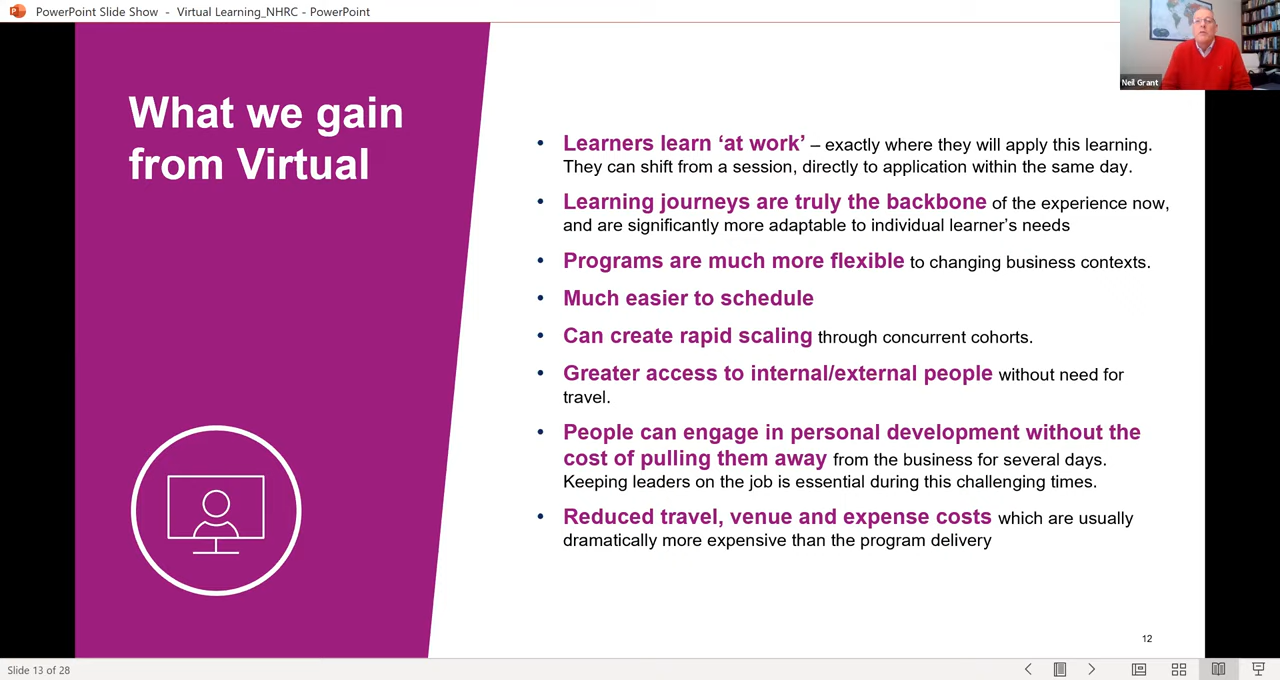 PowerPoint Slide Show - Virtual Learning_NHRC - PowerPoint
Neil Grant
What we gain
from Virtual
• Learners learn ‘at work’ – exactly where they will apply this learning.
They can shift from a session, directly to application within the same day.
• Learning journeys are truly the backbone of the experience now,
and are significantly more adaptable to individual learner’s needs
• Programs are much more flexible to changing business contexts.
• Much easier to schedule
• Can create rapid scaling through concurrent cohorts.
• Greater access to internal/external people without need for
travel.
• People can engage in personal development without the
cost of pulling them away from the business for several days.
Keeping leaders on the job is essential during this challenging times.
• Reduced travel, venue and expense costs which are usually
dramatically more expensive than the program delivery
12
Slide 13 of 28